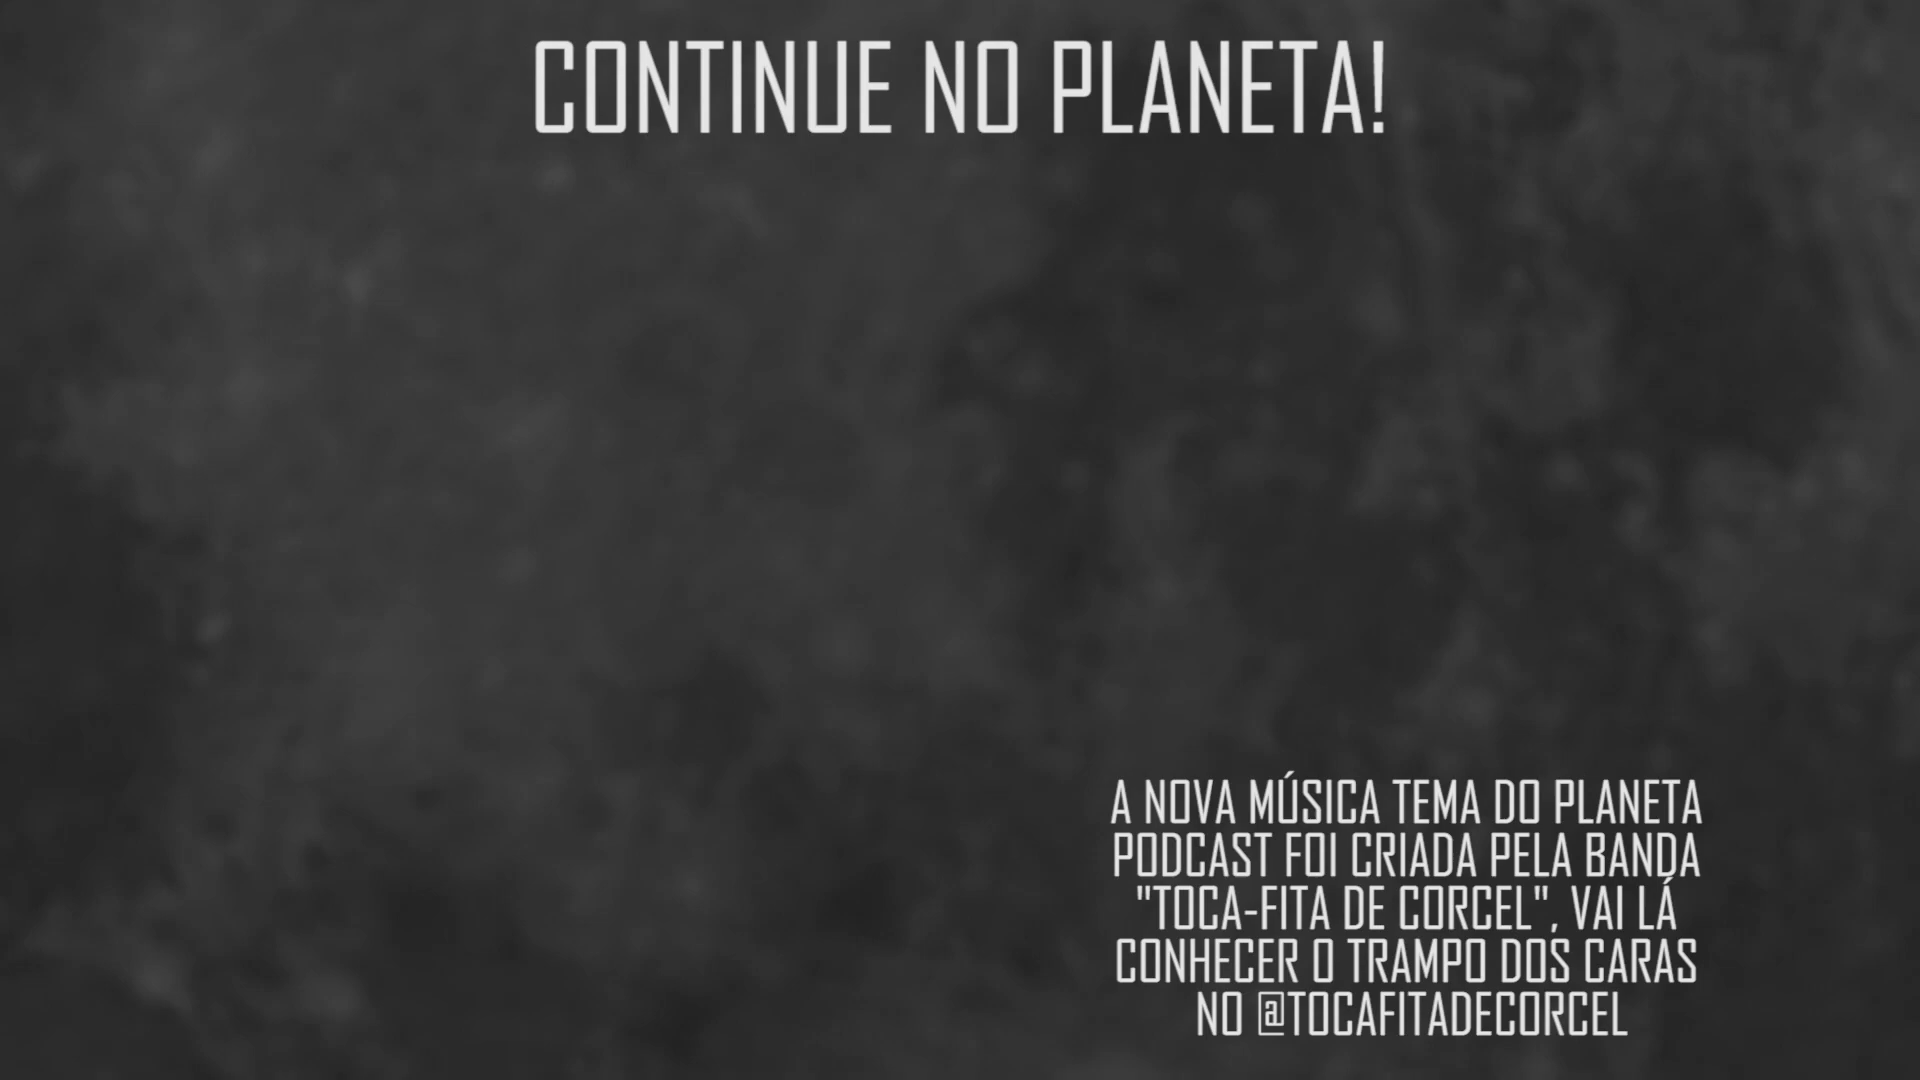 CONTINUE NO PLANETA!
A NOVA MÚSICA TEMA DO PLANETA
PODCAST FOI CRIADA PELA BANDA
"TOCA-FITA DE CORCEL", VAI LÁ
CONHECER O TRAMPO DOS CARAS
NO @TOCAFITADECORCEL